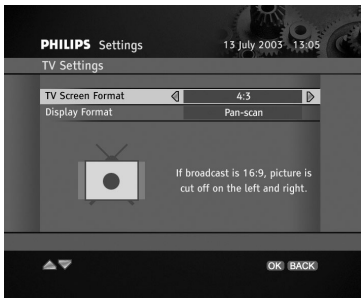 PHILIPS Settings 13 July 2003 13:05
TV Settings
TV Screen Format 4:3
Display Format Pan-scan
If broadcast is 16:9, picture is
cut off on the left and right.
OK BACK